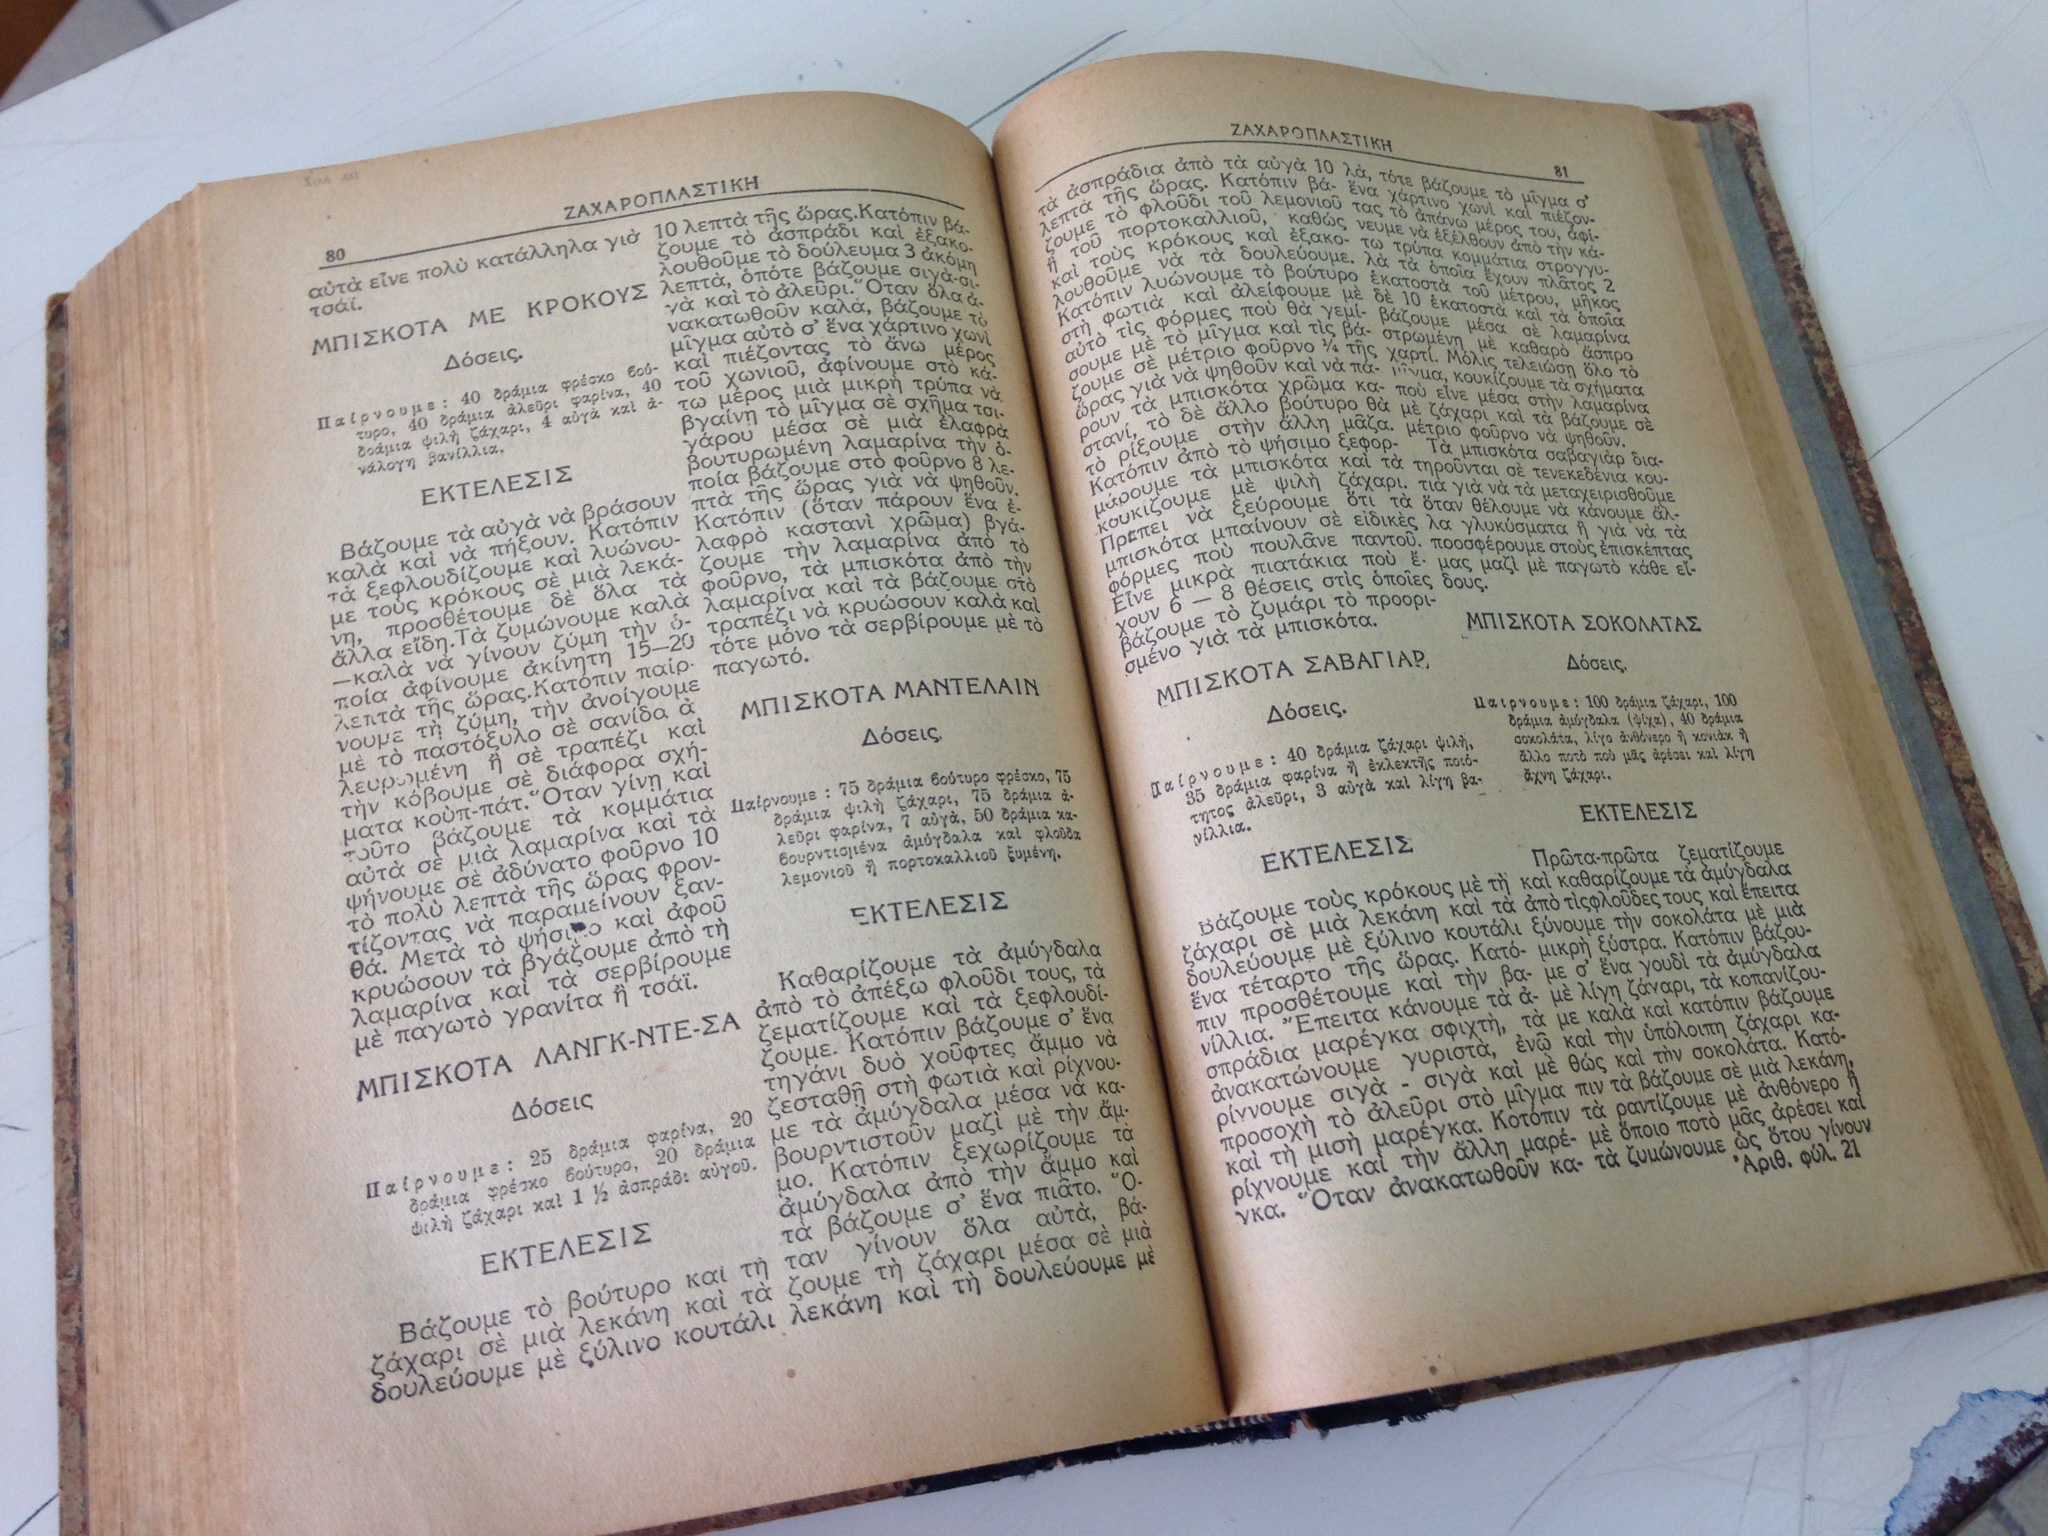 ΖΑΧΑΡΟΠΛΑΣΤΙΚΗ
80
αὐτὰ εἶνε πολὺ κατάλληλα γιὸ
τσάϊ.
ΜΠΙΣΚΟΤΑ ΜΕ ΚΡΟΚΟΥΣ
Δόσεις.
Παίρνουμε: 40 δράμια φρέσκο βού-
τυρο, 40 δράμια ἀλεῦρι φαρίνα, 40
δράμια ψιλὴ ζάχαρι, 4 αὐγὰ καὶ ἀ-
νάλογη βανίλλια.
ΕΚΤΕΛΕΣΙΣ
Βάζουμε τὰ αὐγὰ νὰ βράσουν
καλὰ καὶ νὰ πήξουν. Κατόπιν
τὰ ξεφλουδίζουμε καὶ λυώνου-
με τοὺς κρόκους σὲ μιὰ λεκά-
νη, προσθέτουμε δὲ ὅλα τὰ
ἄλλα εἴδη. Τὰ ζυμώνουμε καλὰ
—καλὰ νὰ γίνουν ζύμη τὴν ὁ-
ποία ἀφίνουμε ἀκίνητη 15—20
λεπτὰ τῆς ὥρας. Κατόπιν παίρ-
νουμε τὴ ζύμη, τὴν ἀνοίγουμε
μὲ τὸ παστόξυλο σὲ σανίδα ἀ
λευρωμένη ἢ σὲ τραπέζι καὶ
τὴν κόβουμε σὲ διάφορα σχή-
ματα κοὺπ-πάτ. Ὅταν γίνῃ καὶ
τοῦτο βάζουμε τὰ κομμάτια
αὐτὰ σὲ μιὰ λαμαρίνα καὶ τὰ
ψήνουμε σὲ ἀδύνατο φοῦρνο 10
τὸ πολὺ λεπτὰ τῆς ὥρας φρον-
τίζοντας νὰ παραμείνουν ξαν-
θά. Μετὰ τὸ ψήσιμο καὶ ἀφοῦ
κρυώσουν τὰ βγάζουμε ἀπὸ τὴ
λαμαρίνα καὶ τὰ σερβίρουμε
μὲ παγωτὸ γρανίτα ἢ τσάϊ.
ΜΠΙΣΚΟΤΑ ΛΑΝΓΚ-ΝΤΕ-ΣΑ
Δόσεις
Παίρνουμε: 25 δράμια φαρίνα, 20
δράμια φρέσκο βούτυρο, 20 δράμια
ψιλὴ ζάχαρι καὶ 1 ½ ἀσπράδι αὐγοῦ.
ΕΚΤΕΛΕΣΙΣ
Βάζουμε τὸ βούτυρο καὶ τὴ
ζάχαρι σὲ μιὰ λεκάνη καὶ τὰ
δουλεύουμε μὲ ξύλινο κουτάλι
10 λεπτὰ τῆς ὥρας. Κατόπιν βά-
ζουμε τὸ ἀσπράδι καὶ ἐξακο-
λουθοῦμε τὸ δούλευμα 3 ἀκόμη
λεπτά, ὁπότε βάζουμε σιγὰ-σι-
γὰ καὶ τὸ ἀλεῦρι. Ὅταν ὅλα ἀ-
νακατωθοῦν καλά, βάζουμε τὸ
μῖγμα αὐτὸ σ' ἕνα χάρτινο χωνὶ
καὶ πιέζοντας τὸ ἄνω μέρος
τοῦ χωνιοῦ, ἀφίνουμε στὸ κά-
τω μέρος μιὰ μικρὴ τρύπα νὰ
βγαίνῃ τὸ μῖγμα σὲ σχῆμα τσι-
γάρου μέσα σὲ μιὰ ἐλαφρὰ
βουτυρωμένη λαμαρίνα τὴν ὁ-
ποία βάζουμε στὸ φοῦρνο 8 λε-
πτὰ τῆς ὥρας γιὰ νὰ ψηθοῦν.
Κατόπιν (ὅταν πάρουν ἕνα ἐ-
λαφρὸ καστανὶ χρῶμα) βγά-
ζουμε τὴν λαμαρίνα ἀπὸ τὸ
φοῦρνο, τὰ μπισκότα ἀπὸ τὴν
λαμαρίνα καὶ τὰ βάζουμε στὸ
τραπέζι νὰ κρυώσουν καλὰ καὶ
τότε μόνο τὰ σερβίρουμε μὲ τὸ
παγωτό.
ΜΠΙΣΚΟΤΑ ΜΑΝΤΕΛΑΙΝ
Δόσεις.
Παίρνουμε: 75 δράμια βούτυρο φρέσκο, 75
δράμια ψιλὴ ζάχαρι, 75 δράμια ἀ-
λεῦρι φαρίνα, 7 αὐγά, 50 δράμια κα-
βουρντισμένα ἀμύγδαλα καὶ φλοῦδα
λεμονιοῦ ἢ πορτοκαλλιοῦ ξυμένη.
ΕΚΤΕΛΕΣΙΣ
Καθαρίζουμε τὰ ἀμύγδαλα
ἀπὸ τὸ ἀπέξω φλοῦδι τους, τὰ
ζεματίζουμε καὶ τὰ ξεφλουδί-
ζουμε. Κατόπιν βάζουμε σ' ἕνα
τηγάνι δυὸ χοῦφτες ἄμμο νὰ
ζεσταθῇ στὴ φωτιὰ καὶ ρίχνου-
με τὰ ἀμύγδαλα μέσα νὰ κα-
βουρντιστοῦν μαζὶ μὲ τὴν ἄμ-
μο. Κατόπιν ξεχωρίζουμε τὰ
ἀμύγδαλα ἀπὸ τὴν ἄμμο καὶ
τὰ βάζουμε σ' ἕνα πιᾶτο. Ὅ-
ταν γίνουν ὅλα αὐτά, βά-
ζουμε τὴ ζάχαρι μέσα σὲ μιὰ
λεκάνη καὶ τὴ δουλεύουμε μὲ
ΖΑΧΑΡΟΠΛΑΣΤΙΚΗ
81
τὰ ἀσπράδια ἀπὸ τὰ αὐγὰ 10
λεπτὰ τῆς ὥρας. Κατόπιν βά-
ζουμε τὸ φλοῦδι τοῦ λεμονιοῦ
ἢ τοῦ πορτοκαλλιοῦ, καθὼς
καὶ τοὺς κρόκους καὶ ἐξακο-
λουθοῦμε νὰ τὰ δουλεύουμε.
Κατόπιν λυώνουμε τὸ βούτυρο
στὴ φωτιὰ καὶ ἀλείφουμε μὲ
αὐτὸ τὶς φόρμες ποὺ θὰ γεμί-
σουμε μὲ τὸ μῖγμα καὶ τὶς βά-
ζουμε σὲ μέτριο φοῦρνο ¼ τῆς
ὥρας γιὰ νὰ ψηθοῦν καὶ νὰ πά-
ρουν τὰ μπισκότα χρῶμα κα-
στανί, τὸ δὲ ἄλλο βούτυρο θὰ
τὸ ρίξουμε στὴν ἄλλη μᾶζα.
Κατόπιν ἀπὸ τὸ ψήσιμο ξεφορ-
μάρουμε τὰ μπισκότα καὶ τὰ
κουκίζουμε μὲ ψιλὴ ζάχαρι.
Πρέπει νὰ ξεύρουμε ὅτι τὰ
μπισκότα μπαίνουν σὲ εἰδικὲς
φόρμες ποὺ πουλᾶνε παντοῦ.
Εἶνε μικρὰ πιατάκια ποὺ ἔ-
χουν 6 — 8 θέσεις στὶς ὁποῖες
βάζουμε τὸ ζυμάρι τὸ προορι-
σμένο γιὰ τὰ μπισκότα.
ΜΠΙΣΚΟΤΑ ΣΑΒΑΓΙΑΡ.
Δόσεις.
Παίρνουμε: 40 δράμια ζάχαρι ψιλή,
35 δράμια φαρίνα ἢ ἐκλεκτῆς ποιό-
τητος ἀλεῦρι, 3 αὐγὰ καὶ λίγη βα-
νίλλια.
ΕΚΤΕΛΕΣΙΣ
Βάζουμε τοὺς κρόκους μὲ τὴ
ζάχαρι σὲ μιὰ λεκάνη καὶ τὰ
δουλεύουμε μὲ ξύλινο κουτάλι
ἕνα τέταρτο τῆς ὥρας. Κατό-
πιν προσθέτουμε καὶ τὴν βα-
νίλλια. Ἔπειτα κάνουμε τὰ ἀ-
σπράδια μαρέγκα σφιχτή, τὰ
ἀνακατώνουμε γυριστά, ἐνῷ
ρίχνουμε σιγὰ - σιγὰ καὶ μὲ
προσοχὴ τὸ ἀλεῦρι στὸ μῖγμα
καὶ τὴ μισὴ μαρέγκα. Κοτόπιν
ρίχνουμε καὶ τὴν ἄλλη μαρέ-
γκα. Ὅταν ἀνακατωθοῦν κα-
λὰ, τότε βάζουμε τὸ μῖγμα σ'
ἕνα χάρτινο χωνὶ καὶ πιέζον-
τας τὸ ἀπάνω μέρος του, ἀφί-
νευμε νὰ ἐξέλθουν ἀπὸ τὴν κά-
τω τρύπα κομμάτια στρογγυ-
λὰ τὰ ὁποῖα ἔχουν πλᾶτος 2
ἑκατοστὰ τοῦ μέτρου, μῆκος
δὲ 10 ἑκατοστὰ καὶ τὰ ὁποῖα
βάζουμε μέσα σὲ λαμαρίνα
στρωμένη μὲ καθαρὸ ἄσπρο
χαρτί. Μόλις τελειώσῃ ὅλο τὸ
μῖγμα, κουκίζουμε τὰ σχήματα
ποὺ εἶνε μέσα στὴν λαμαρίνα
μὲ ζάχαρι καὶ τὰ βάζουμε σὲ
μέτριο φοῦρνο νὰ ψηθοῦν.
Τὰ μπισκότα σαβαγιὰρ δια-
τηροῦνται σὲ τενεκεδένια κου-
τιὰ γιὰ νὰ τὰ μεταχειρισθοῦμε
ὅταν θέλουμε νὰ κάνουμε ἄλ-
λα γλυκύσματα ἢ γιὰ νὰ τὰ
προσφέρουμε στοὺς ἐπισκέπτας
μας μαζὶ μὲ παγωτὸ κάθε εἴ-
δους.
ΜΠΙΣΚΟΤΑ ΣΟΚΟΛΑΤΑΣ
Δόσεις.
Παίρνουμε: 100 δράμια ζάχαρι, 100
δράμια ἀμύγδαλα (ψίχα), 40 δράμια
σοκολάτα, λίγο ἀνθόνερο ἢ κονιὰκ ἢ
ἄλλο ποτὸ ποὺ μᾶς ἀρέσει καὶ λίγη
ἄχνη ζάχαρι.
ΕΚΤΕΛΕΣΙΣ
Πρῶτα-πρῶτα ζεματίζουμε
καὶ καθαρίζουμε τὰ ἀμύγδαλα
ἀπὸ τὶς φλοῦδες τους καὶ ἔπειτα
ξύνουμε τὴν σοκολάτα μὲ μιὰ
μικρὴ ξύστρα. Κατόπιν βάζου-
με σ' ἕνα γουδὶ τὰ ἀμύγδαλα
μὲ λίγη ζάχαρι, τὰ κοπανίζου-
με καλὰ καὶ κατόπιν βάζουμε
καὶ τὴν ὑπόλοιπη ζάχαρι κα-
θὼς καὶ τὴν σοκολάτα. Κατό-
πιν τὰ βάζουμε σὲ μιὰ λεκάνη,
τὰ ραντίζουμε μὲ ἀνθόνερο ἢ
μὲ ὅποιο ποτὸ μᾶς ἀρέσει καὶ
τὰ ζυμώνουμε ὡς ὅτου γίνουν
Ἀριθ. φύλ. 21